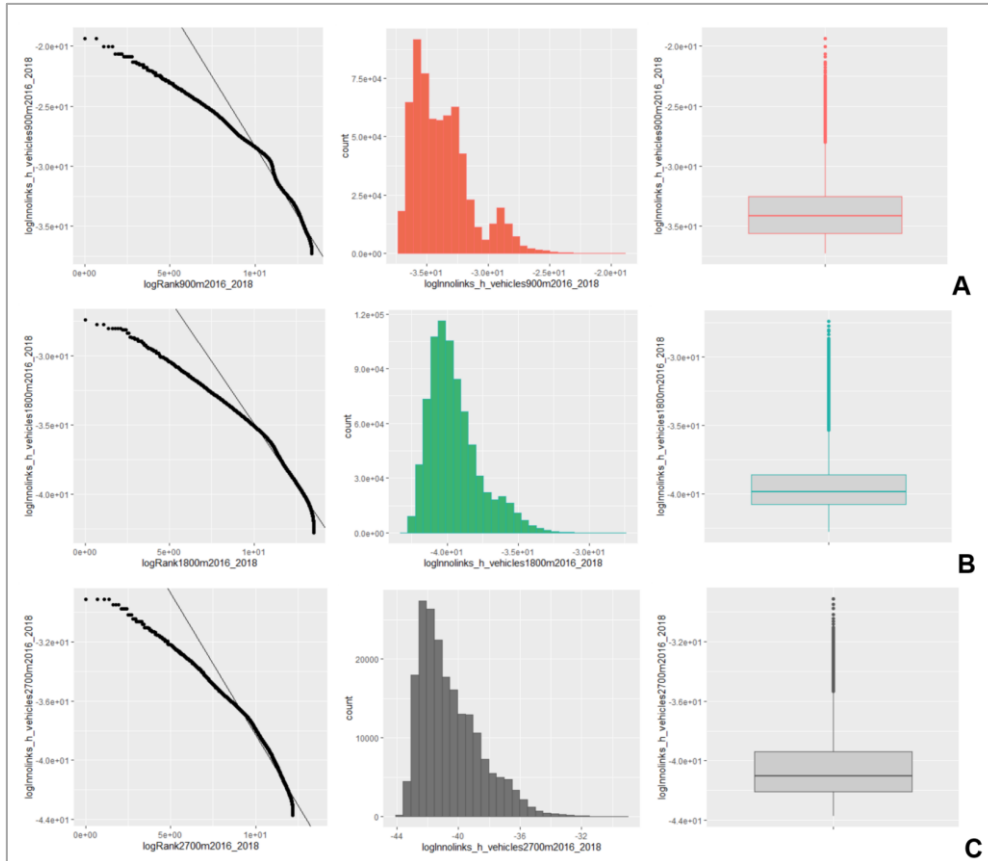 logInnolinks_h_vehicles900m2016_2018
-2.0e+01
-2.5e+01
-3.0e+01
-3.5e+01
0e+00 5e+00 1e+01
logRank900m2016_2018
count
7.5e+04
5.0e+04
2.5e+04
0.0e+00
-3.5e+01 -3.0e+01 -2.5e+01 -2.0e+01
logInnolinks_h_vehicles900m2016_2018
logInnolinks_h_vehicles900m2016_2018
-2.0e+01
-2.5e+01
-3.0e+01
-3.5e+01
A
logInnolinks_h_vehicles1800m2016_2018
-3.0e+01
-3.5e+01
-4.0e+01
0e+00 5e+00 1e+01
logRank1800m2016_2018
count
1.2e+05
9.0e+04
6.0e+04
3.0e+04
0.0e+00
-4.0e+01 -3.5e+01 -3.0e+01
logInnolinks_h_vehicles1800m2016_2018
logInnolinks_h_vehicles1800m2016_2018
-3.0e+01
-3.5e+01
-4.0e+01
B
logInnolinks_h_vehicles2700m2016_2018
-3.2e+01
-3.6e+01
-4.0e+01
-4.4e+01
0e+00 5e+00 1e+01
logRank2700m2016_2018
count
20000
10000
0
-44 -40 -36 -32
logInnolinks_h_vehicles2700m2016_2018
logInnolinks_h_vehicles2700m2016_2018
-3.2e+01
-3.6e+01
-4.0e+01
-4.4e+01
C